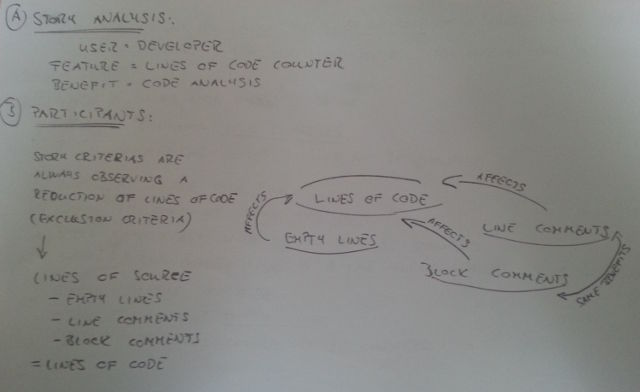 A STORY ANALYSIS:
USER = DEVELOPER
FEATURE = LINES OF CODE COUNTER
BENEFIT = CODE ANALYSIS
PARTICIPANTS:
STORY CRITERIAS ARE
ALWAYS OBSERVING A
REDUCTION OF LINES OF CODE
(EXCLUSION CRITERIA)
LINES OF SOURCE
- EMPTY LINES
- LINE COMMENTS
- BLOCK COMMENTS
= LINES OF CODE
AFFECTS
LINES OF CODE
AFFECTS
LINE COMMENTS
EMPTY LINES
AFFECTS
BLOCK COMMENTS
SAME BENEFITS